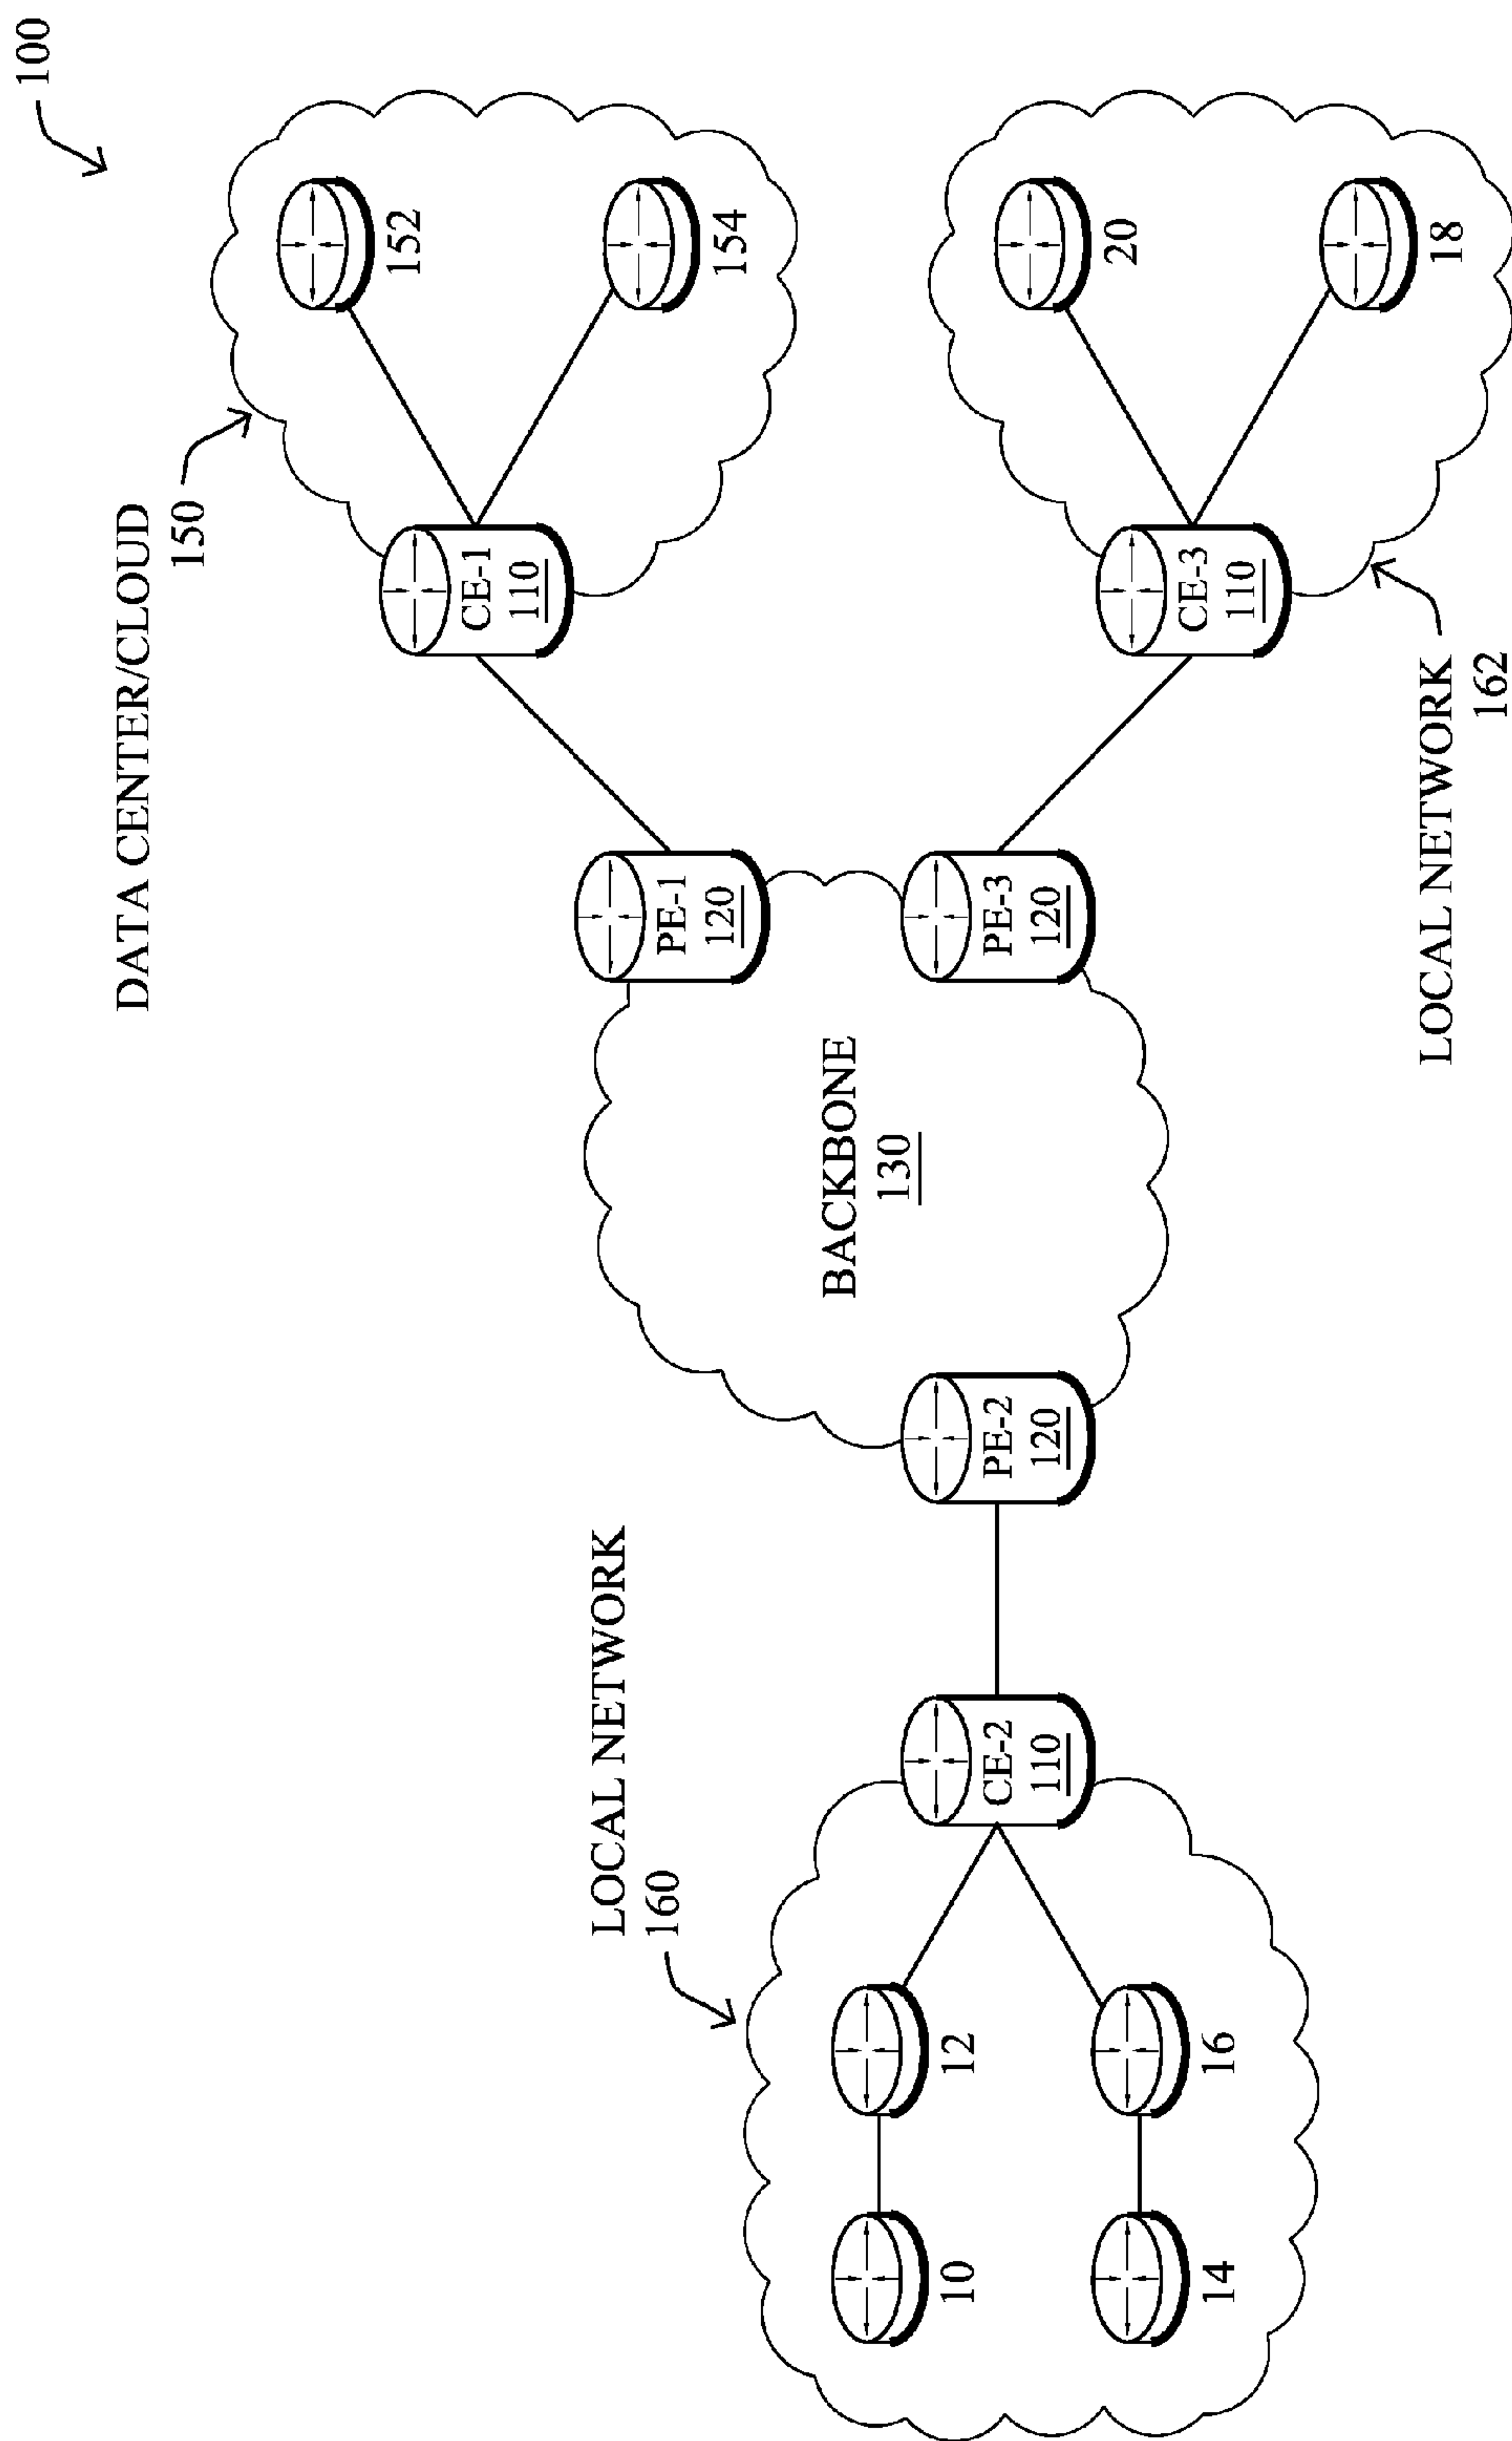 100
DATA CENTER/CLOUD
150
152
154
CE-1
110
PE-1
120
LOCAL NETWORK
160
BACKBONE
130
10
12
CE-2
110
PE-2
120
PE-3
120
CE-3
110
20
14
16
18
LOCAL NETWORK
162